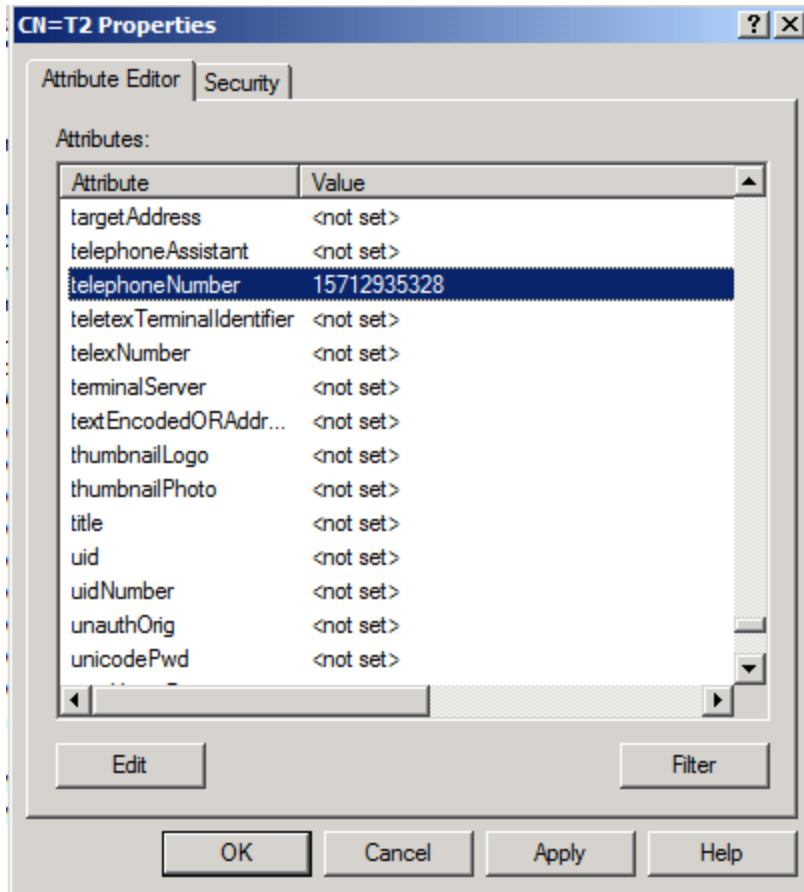 CN=T2 Properties
Attribute Editor Security
Attributes:
Attribute Value
targetAddress <not set>
telephoneAssistant <not set>
telephoneNumber 15712935328
teletexTerminalIdentifier <not set>
telexNumber <not set>
terminalServer <not set>
textEncodedORAddr... <not set>
thumbnailLogo <not set>
thumbnailPhoto <not set>
title <not set>
uid <not set>
uidNumber <not set>
unauthOrig <not set>
unicodePwd <not set>
Edit Filter
OK Cancel Apply Help